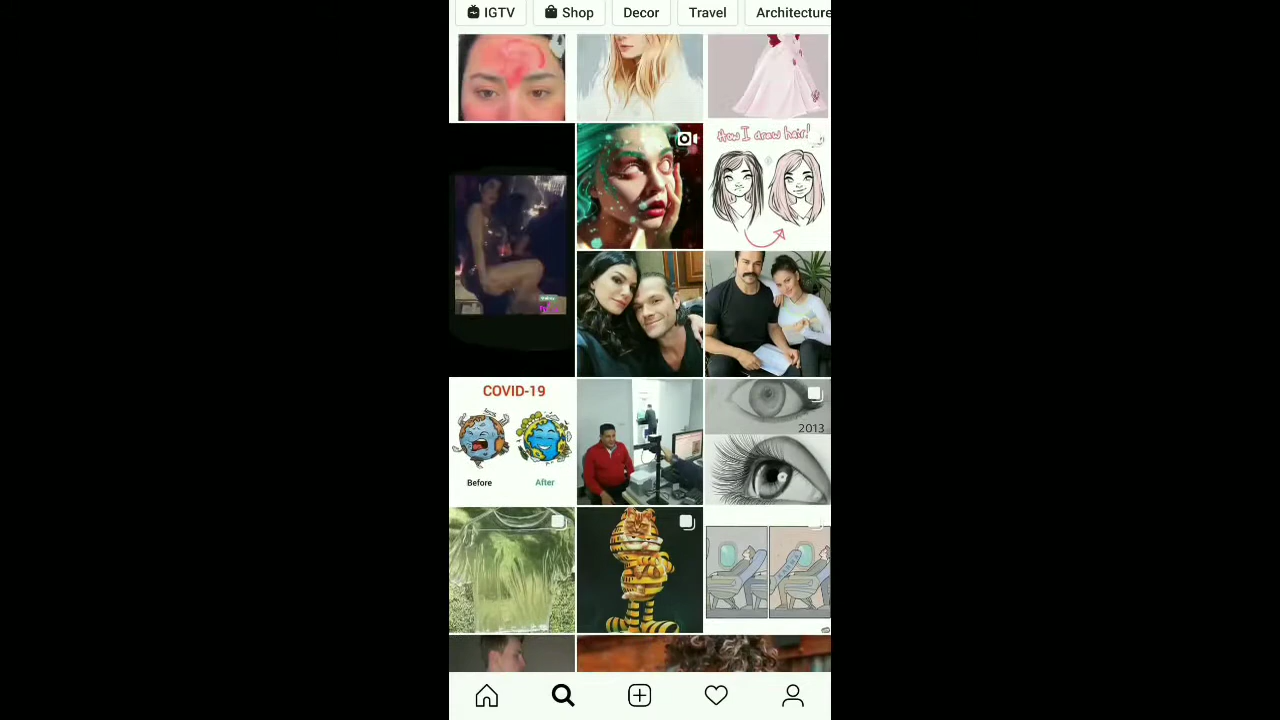 IGTV
Shop
Decor
Travel
Architecture
How I draw hair!
COVID-19
Before
After
2013